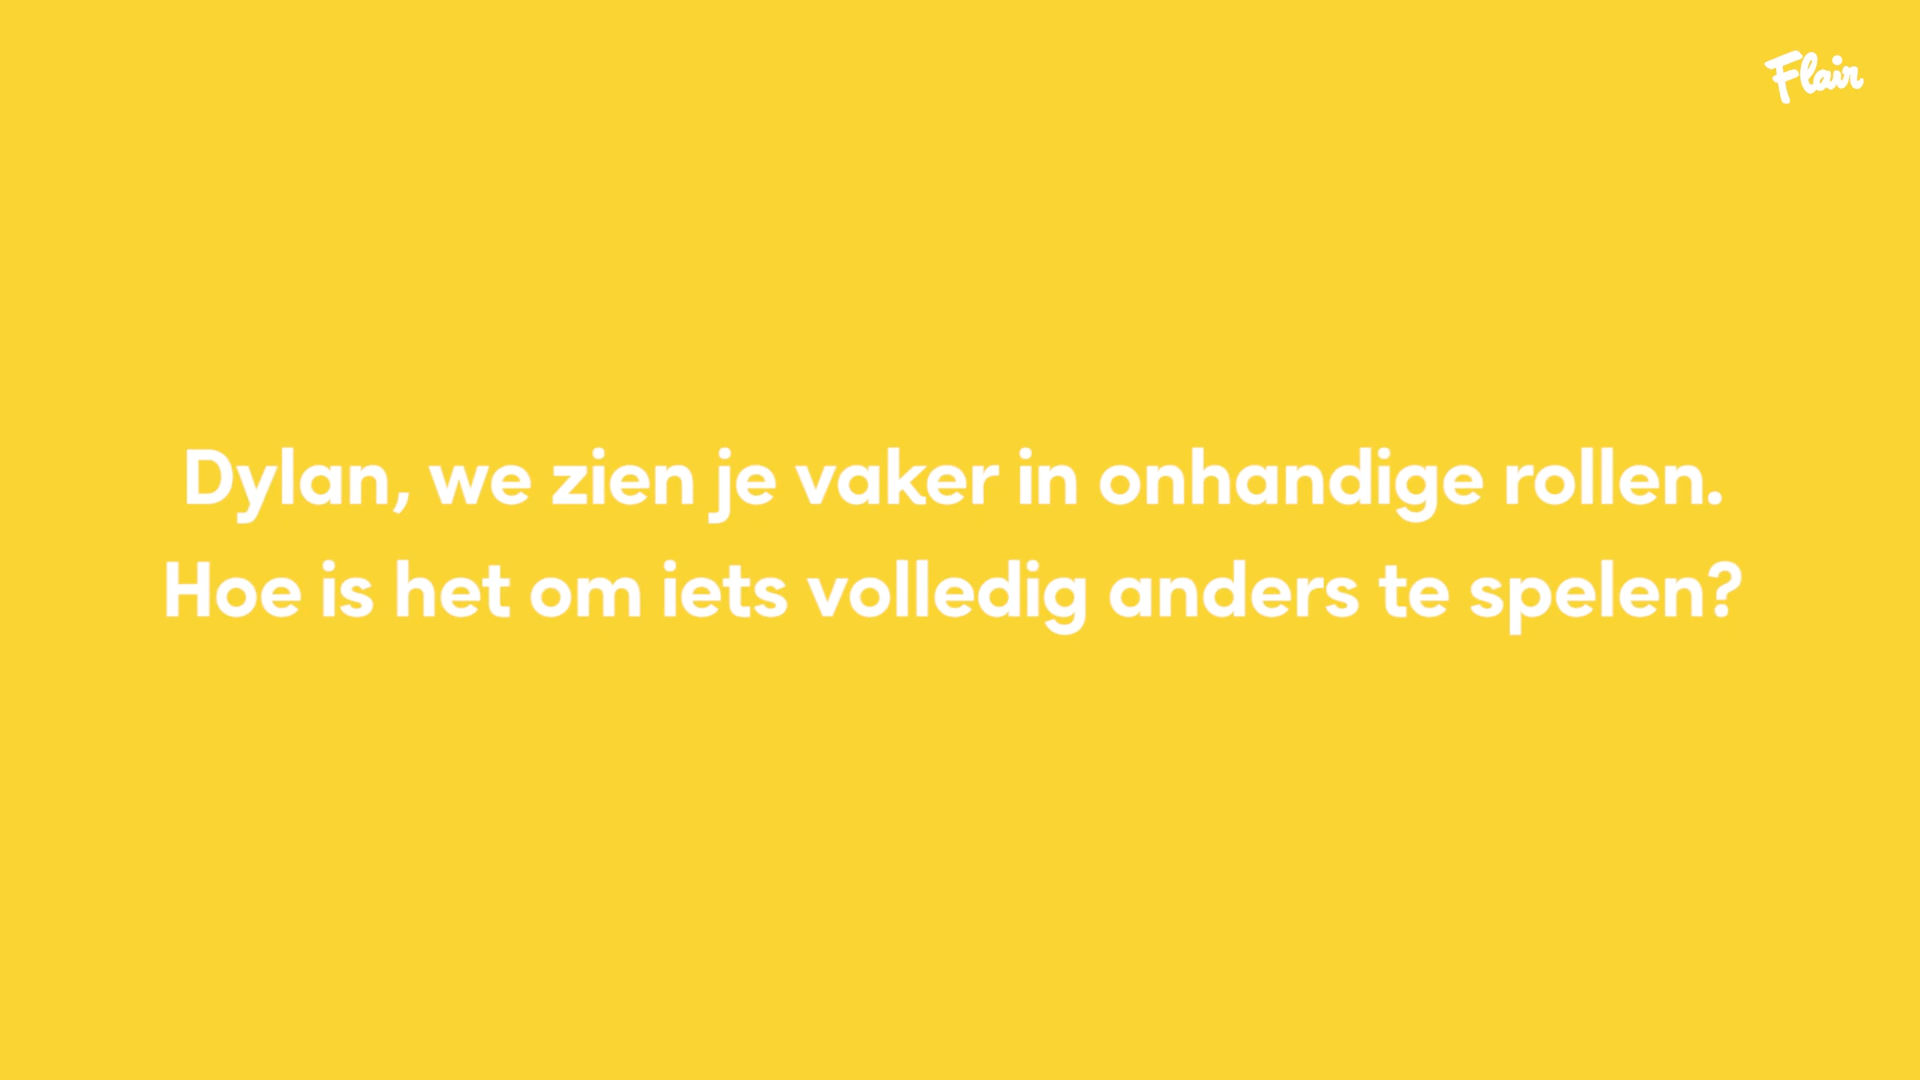 Flair
Dylan, we zien je vaker in onhandige rollen.
Hoe is het om iets volledig anders te spelen?